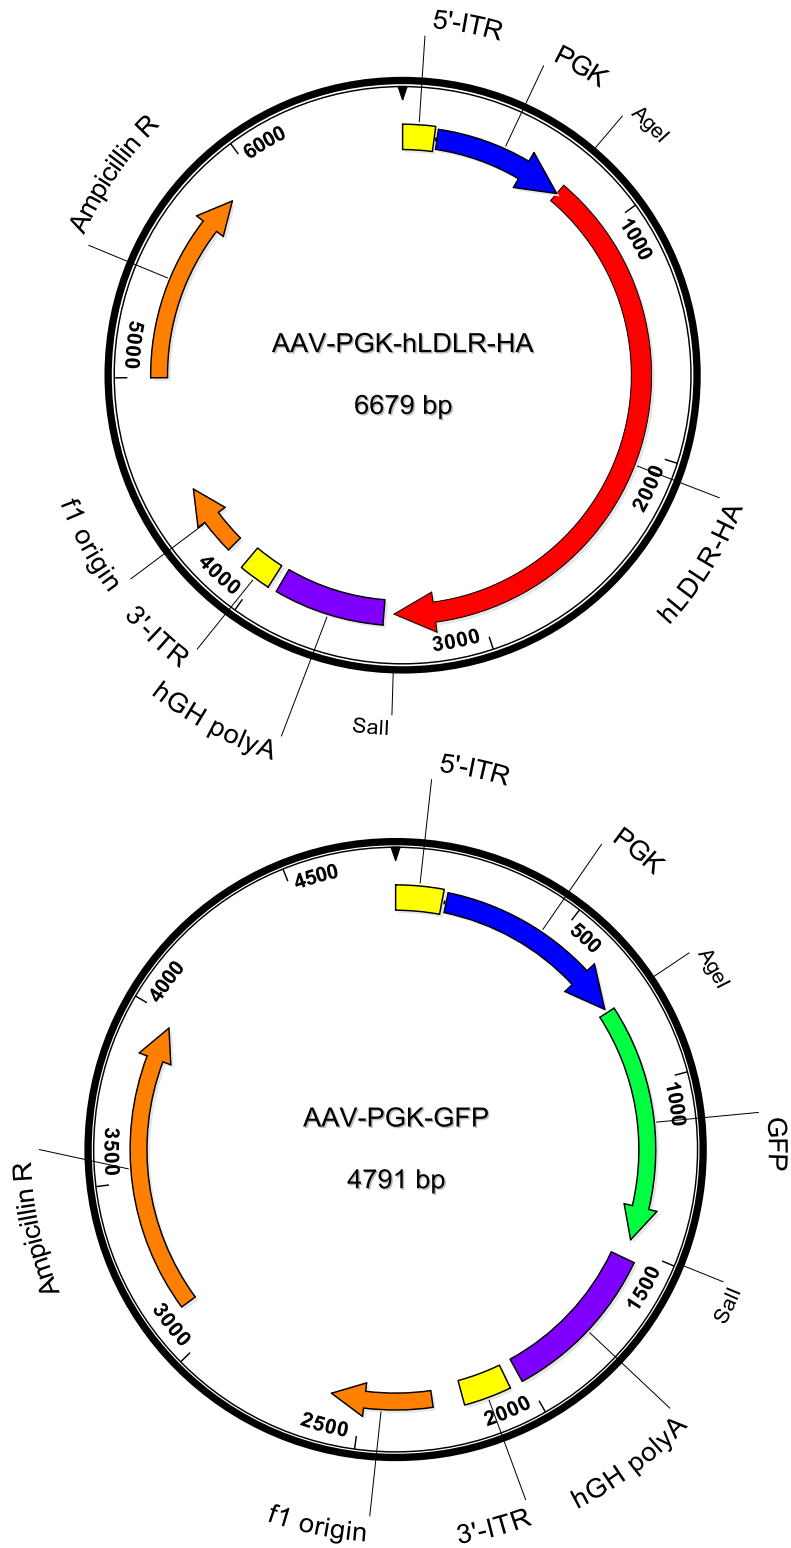 5'-ITR
PGK
AgeI
1000
2000
hLDLR-HA
3000
SalI
hGH polyA
3'-ITR
4000
f1 origin
5000
Ampicillin R
6000
AAV-PGK-hLDLR-HA
6679 bp
5'-ITR
PGK
500
AgeI
1000
GFP
1500
SalI
hGH polyA
2000
3'-ITR
2500
f1 origin
3000
Ampicillin R
3500
4000
4500
AAV-PGK-GFP
4791 bp